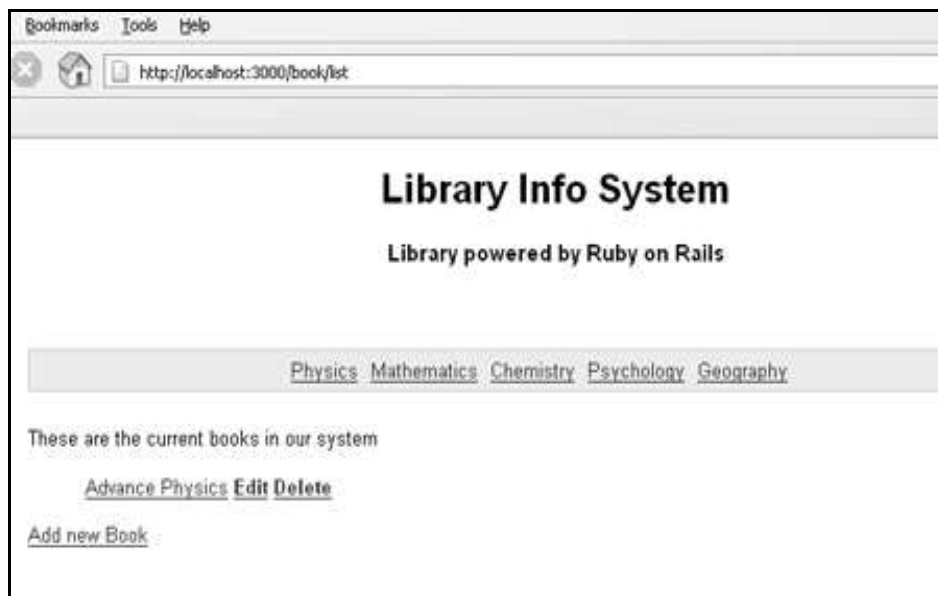 Bookmarks Tools Help
http://localhost:3000/book/list
Library Info System
Library powered by Ruby on Rails
Physics Mathematics Chemistry Psychology Geography
These are the current books in our system
Advance Physics Edit Delete
Add new Book